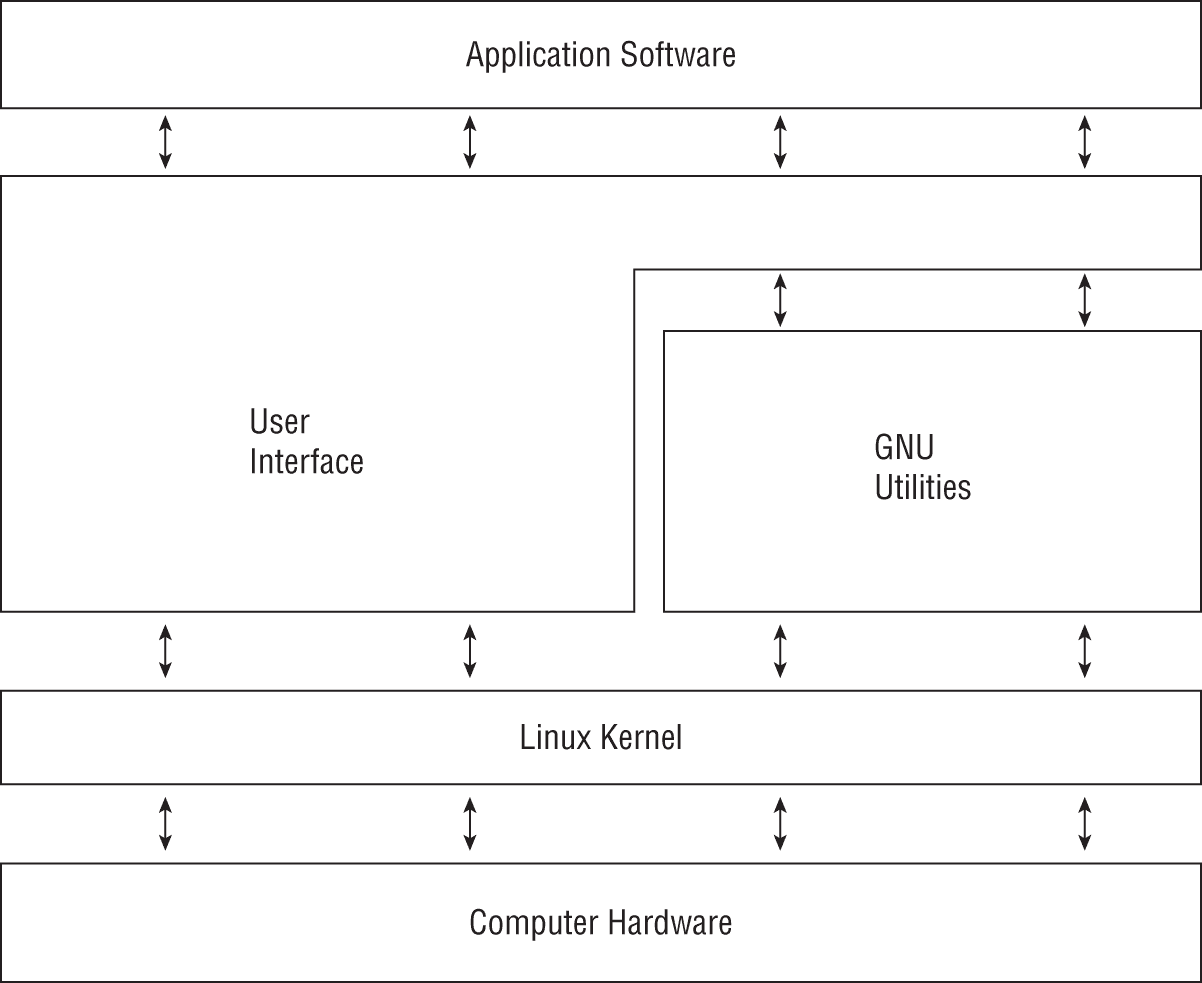 Application Software
User
Interface
GNU
Utilities
Linux Kernel
Computer Hardware